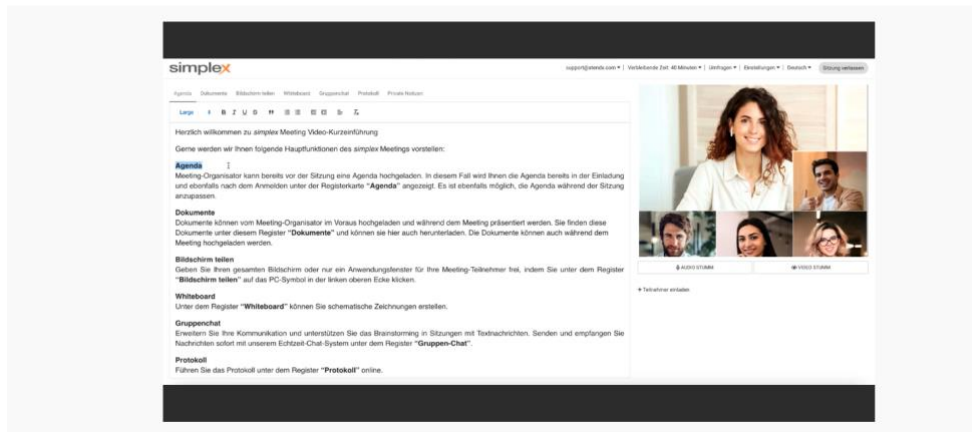 simplex
support@atends.com | Verbleibende Zeit: 40 Minuten | Umfragen | Einstellungen | Deutsch | Sitzung verlassen
Agenda Dokumente Bildschirm teilen Whiteboard Gruppenchat Protokoll Private Notizen
Large B I U S
Herzlich willkommen zu simplex Meeting Video-Kurzeinführung
Gerne werden wir Ihnen folgende Hauptfunktionen des simplex Meetings vorstellen:
Agenda
Meeting-Organisator kann bereits vor der Sitzung eine Agenda hochgeladen. In diesem Fall wird Ihnen die Agenda bereits in der Einladung
und ebenfalls nach dem Anmelden unter der Registerkarte “Agenda” angezeigt. Es ist ebenfalls möglich, die Agenda während der Sitzung
anzupassen.
Dokumente
Dokumente können vom Meeting-Organisator im Voraus hochgeladen und während dem Meeting präsentiert werden. Sie finden diese
Dokumente unter diesem Register “Dokumente” und können sie hier auch herunterladen. Die Dokumente können auch während dem
Meeting hochgeladen werden.
Bildschirm teilen
Geben Sie Ihren gesamten Bildschirm oder nur ein Anwendungsfenster für Ihre Meeting-Teilnehmer frei, indem Sie unter dem Register
“Bildschirm teilen” auf das PC-Symbol in der linken oberen Ecke klicken.
Whiteboard
Unter dem Register “Whiteboard” können Sie schematische Zeichnungen erstellen.
Gruppenchat
Erweitern Sie Ihre Kommunikation und unterstützen Sie das Brainstorming in Sitzungen mit Textnachrichten. Senden und empfangen Sie
Nachrichten sofort mit unserem Echtzeit-Chat-System unter dem Register “Gruppen-Chat”.
Protokoll
Führen Sie das Protokoll unter dem Register “Protokoll” online.
AUDIO STUMM VIDEO STUMM
+ Teilnehmer einladen